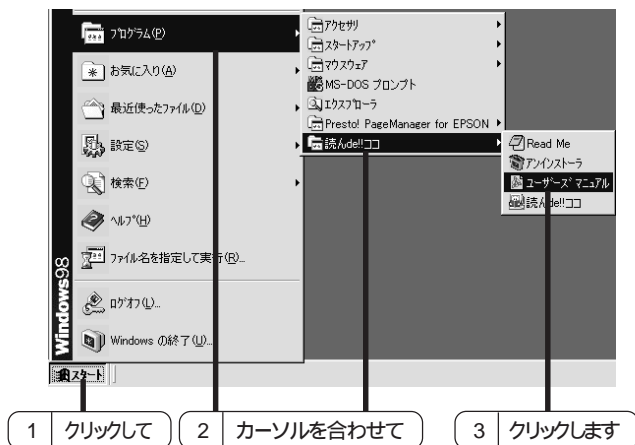 プログラム(P)
お気に入り(A)
最近使ったファイル(D)
設定(S)
検索(F)
ヘルプ(H)
ファイル名を指定して実行(R)...
ログオフ(L)...
Windows の終了(U)...
Windows98
スタート
アクセサリ
スタートアップ
マウスウェア
MS-DOS プロンプト
エクスプローラ
Presto! PageManager for EPSON
読んde!!ココ
Read Me
アンインストーラ
ユーザーズ マニュアル
読んde!!ココ
1 クリックして
2 カーソルを合わせて
3 クリックします